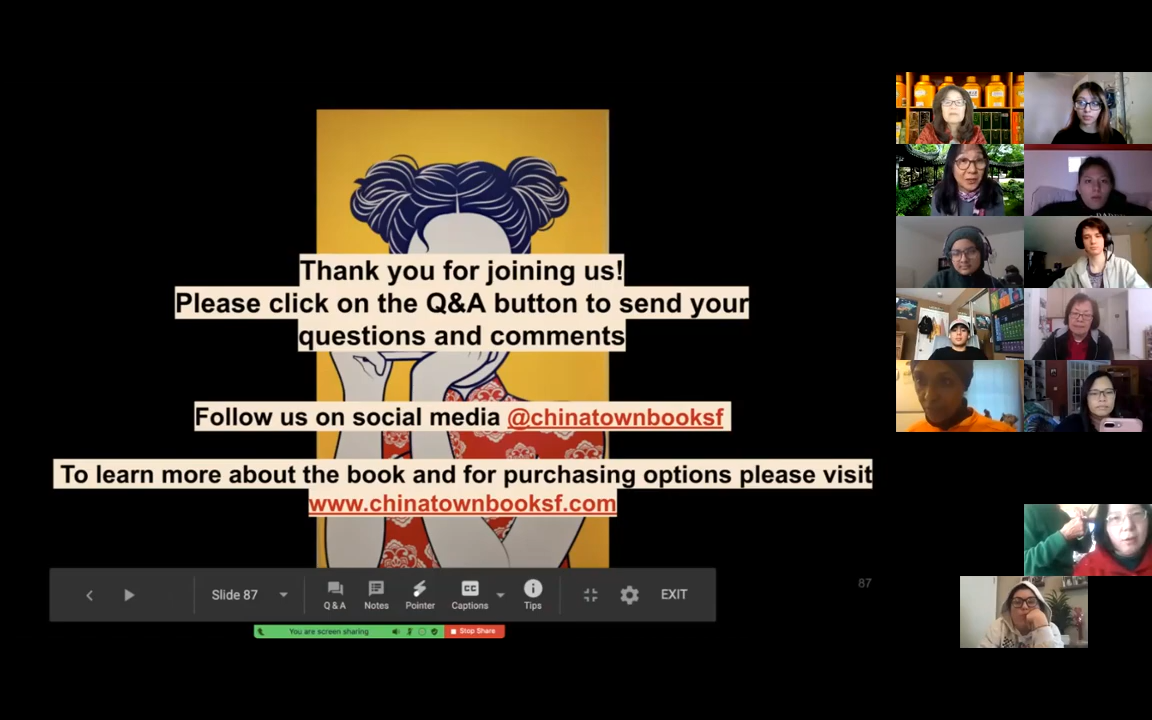 Thank you for joining us!
Please click on the Q&A button to send your
questions and comments
Follow us on social media @chinatownbooksf
To learn more about the book and for purchasing options please visit
www.chinatownbooksf.com
87
Slide 87
Q & A
Notes
Pointer
CC
Captions
Tips
EXIT
You are screen sharing
Stop Share